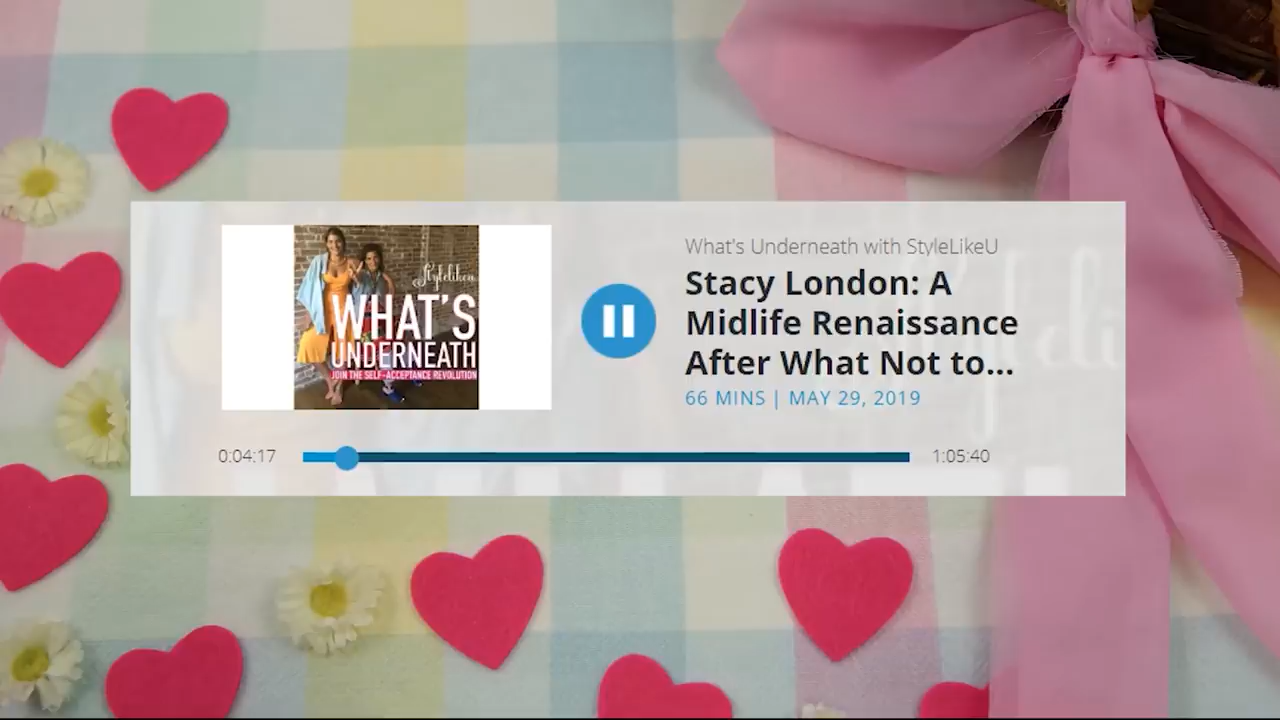 What's Underneath with StyleLikeU
Stacy London: A
Midlife Renaissance
After What Not to...
66 MINS | MAY 29, 2019
Stylelikeu
WHAT'S
UNDERNEATH
JOIN THE SELF-ACCEPTANCE REVOLUTION
0:04:17
1:05:40